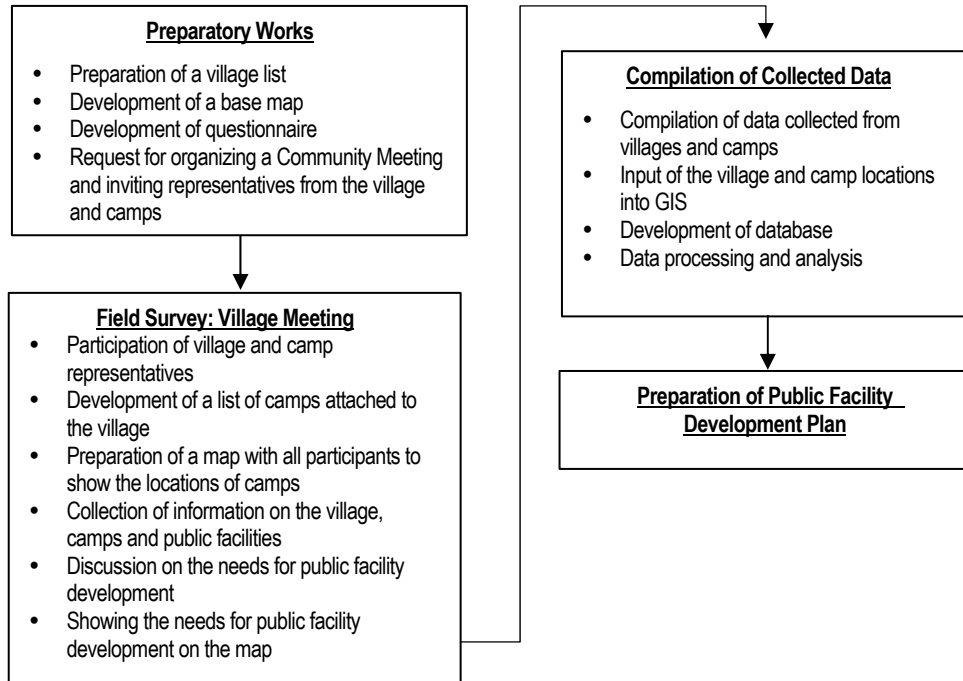 Preparatory Works
• Preparation of a village list
• Development of a base map
• Development of questionnaire
• Request for organizing a Community Meeting
and inviting representatives from the village
and camps
Field Survey: Village Meeting
• Participation of village and camp
representatives
• Development of a list of camps attached to
the village
• Preparation of a map with all participants to
show the locations of camps
• Collection of information on the village,
camps and public facilities
• Discussion on the needs for public facility
development
• Showing the needs for public facility
development on the map
Compilation of Collected Data
• Compilation of data collected from
villages and camps
• Input of the village and camp locations
into GIS
• Development of database
• Data processing and analysis
Preparation of Public Facility
Development Plan